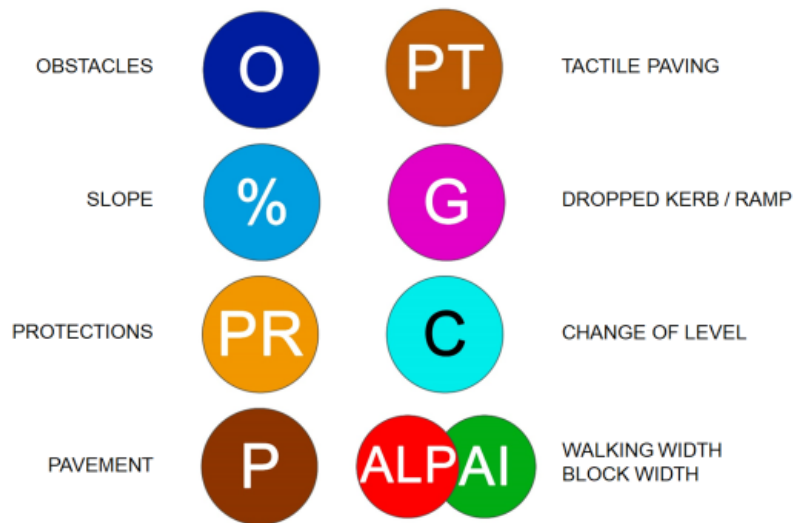 OBSTACLES O PT TACTILE PAVING
SLOPE % G DROPPED KERB / RAMP
PROTECTIONS PR C CHANGE OF LEVEL
PAVEMENT P ALP AI WALKING WIDTH
BLOCK WIDTH